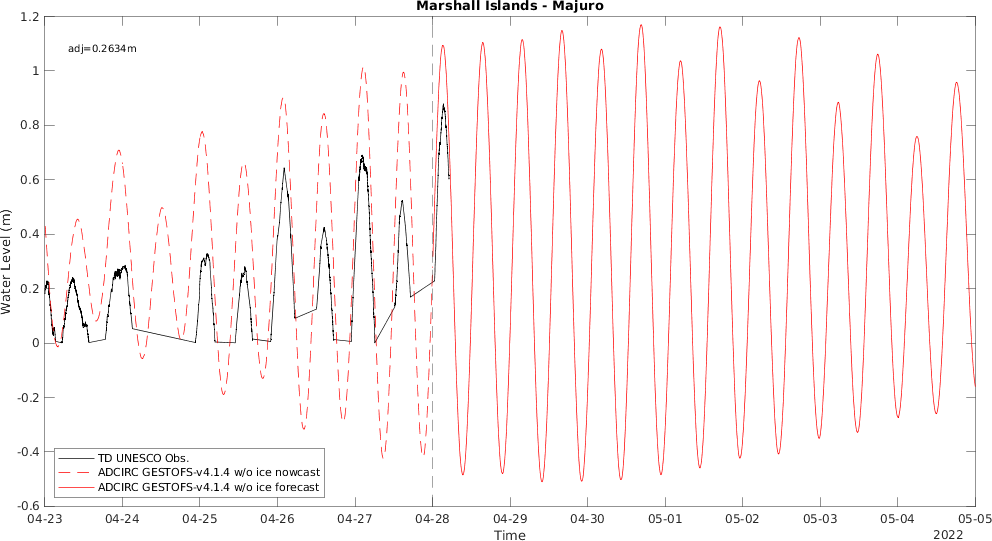 Marshall Islands - Majuro
adj=0.2634m
1.2
1
0.8
0.6
0.4
0.2
0
-0.2
-0.4
-0.6
Water Level (m)
TD UNESCO Obs.
ADCIRC GESTOFS-v4.1.4 w/o ice nowcast
ADCIRC GESTOFS-v4.1.4 w/o ice forecast
04-23 04-24 04-25 04-26 04-27 04-28 04-29 04-30 05-01 05-02 05-03 05-04 05-05
Time
2022